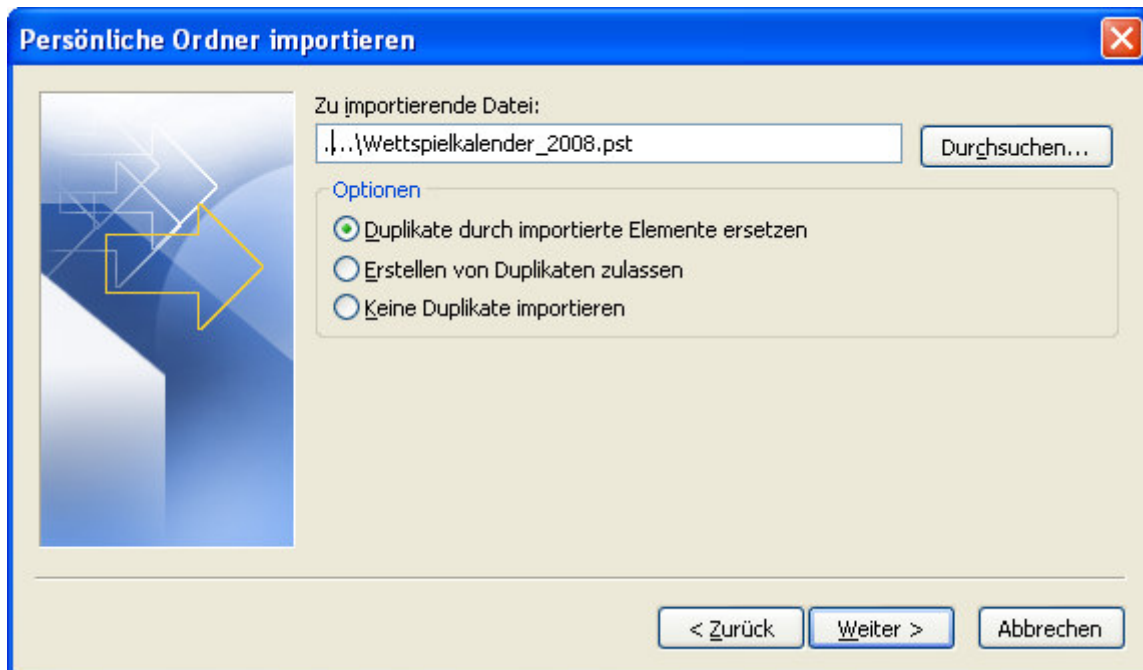 Persönliche Ordner importieren
Zu importierende Datei:
....\Wettspielkalender_2008.pst
Durchsuchen...
Optionen
Duplikate durch importierte Elemente ersetzen
Erstellen von Duplikaten zulassen
Keine Duplikate importieren
< Zurück
Weiter >
Abbrechen